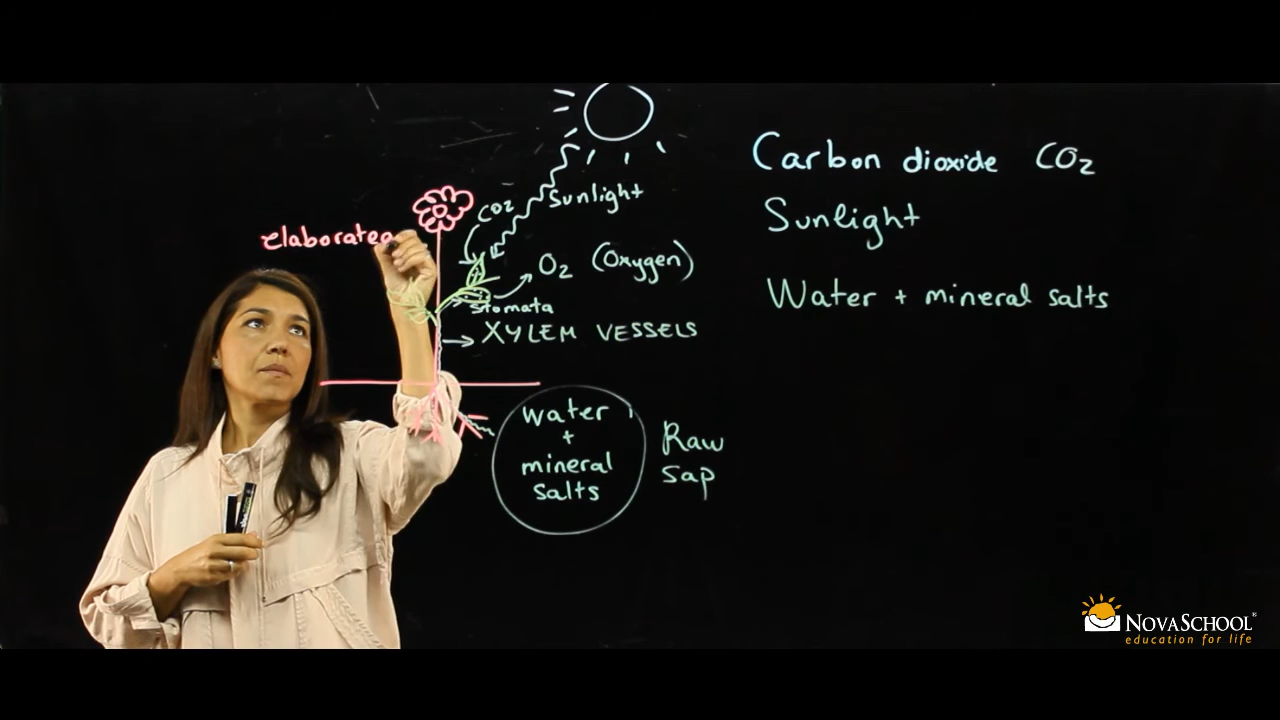 CO2
Sunlight
elaborated
O2 (Oxygen)
stomata
XYLEM VESSELS
water
+
mineral
salts
Raw
sap
Carbon dioxide CO2
Sunlight
Water + mineral salts
NOVASCHOOL
education for life